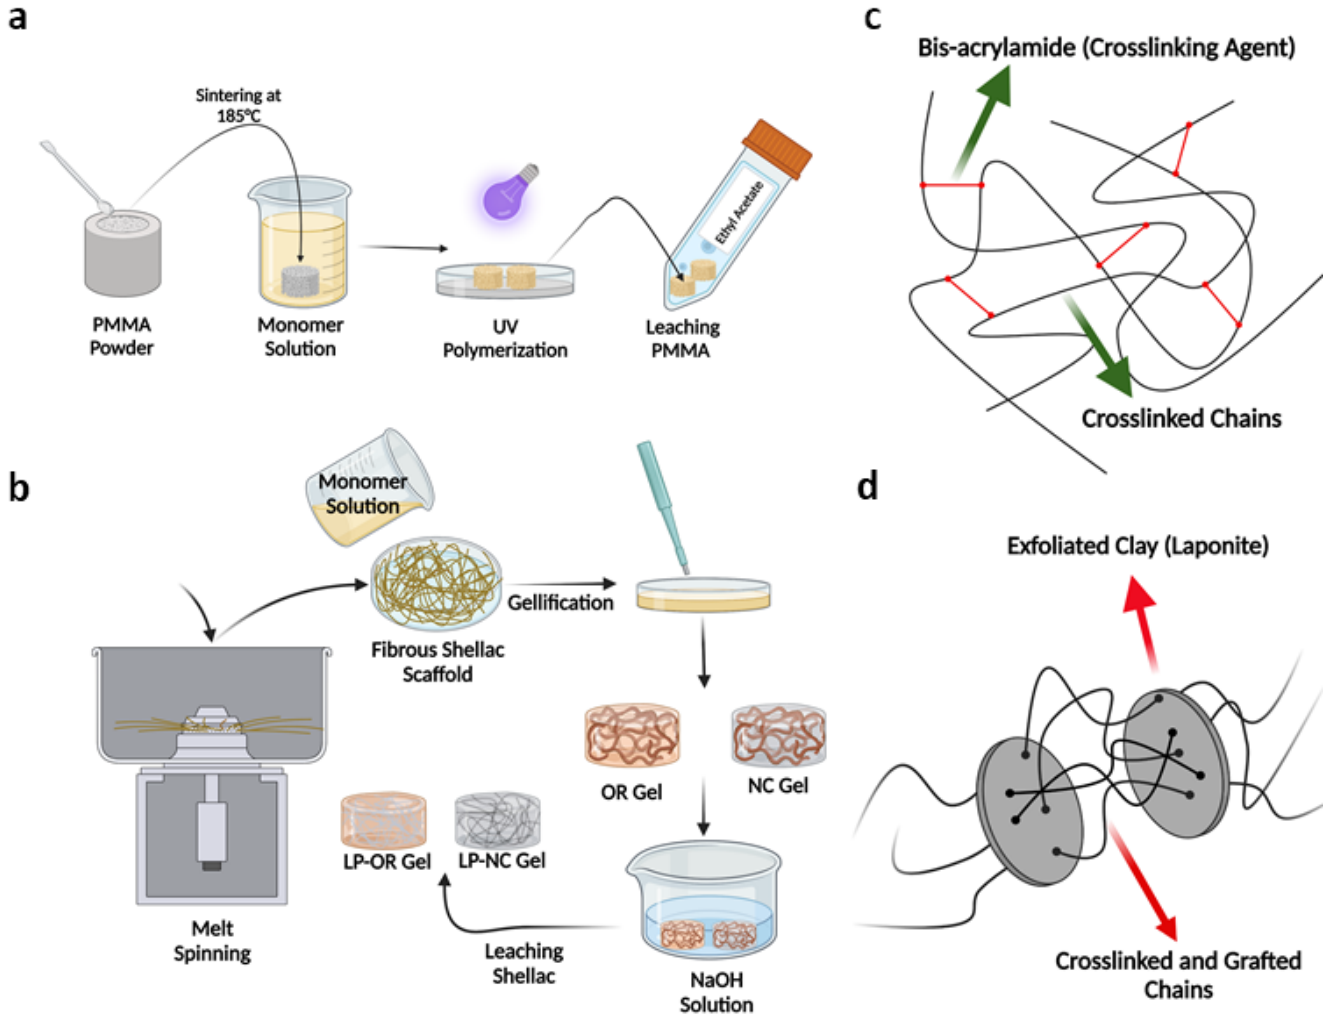 a
Sintering at
185°C
Ethyl Acetate
PMMA
Powder
Monomer
Solution
UV
Polymerization
Leaching
PMMA
b
Monomer
Solution
Fibrous Shellac
Scaffold
Gellification
OR Gel
NC Gel
LP-OR Gel
LP-NC Gel
Melt
Spinning
Leaching
Shellac
NaOH
Solution
c
Bis-acrylamide (Crosslinking Agent)
Crosslinked Chains
d
Exfoliated Clay (Laponite)
Crosslinked and Grafted
Chains